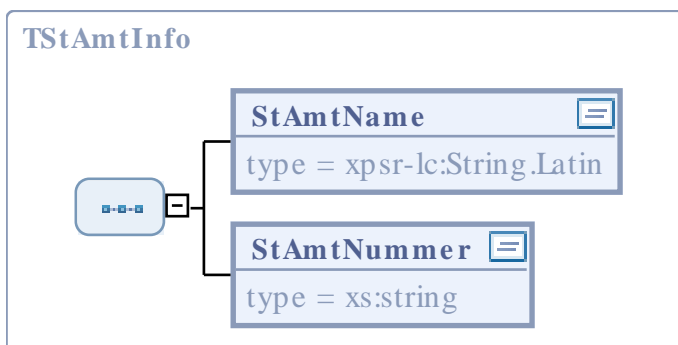 TStAmtInfo
StAmtName
type = xpsr-lc:String.Latin
StAmtNummer
type = xs:string